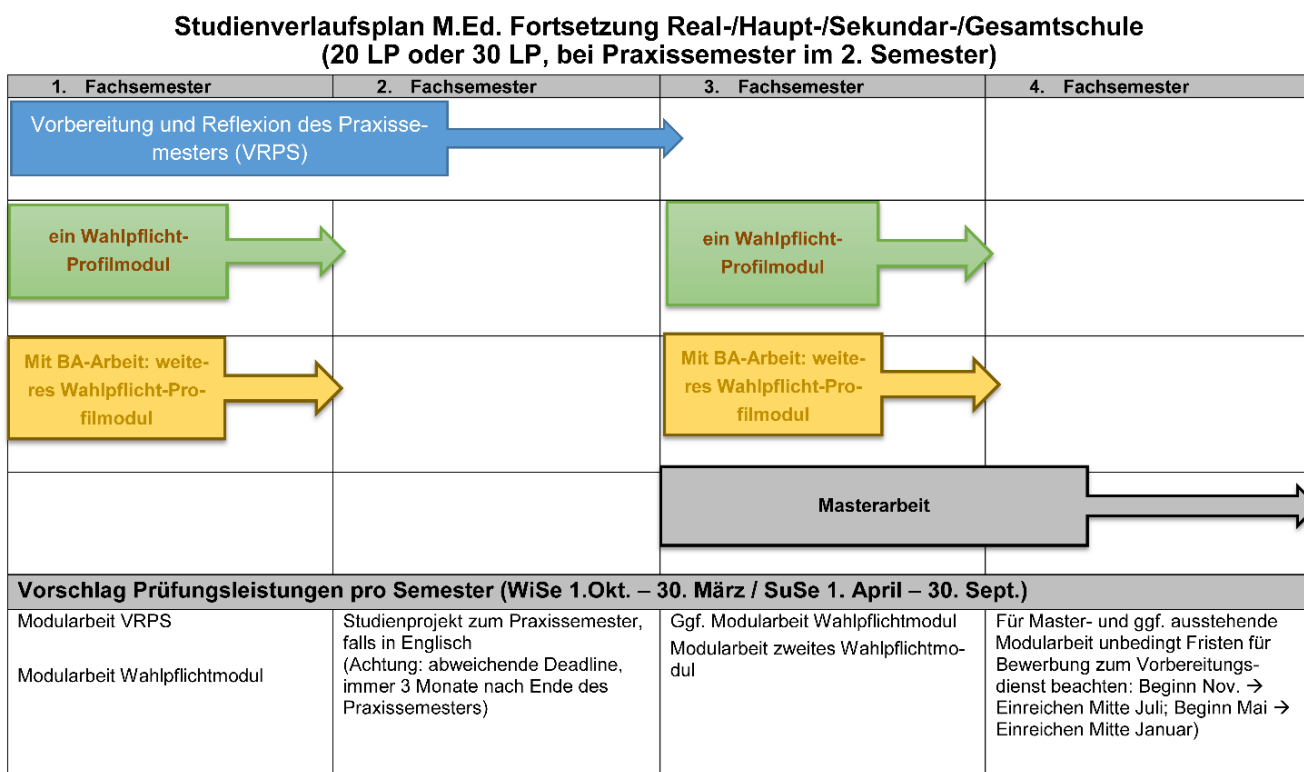 Studienverlaufsplan M.Ed. Fortsetzung Real-/Haupt-/Sekundar-/Gesamtschule
(20 LP oder 30 LP, bei Praxissemester im 2. Semester)
1. Fachsemester
2. Fachsemester
3. Fachsemester
4. Fachsemester
Vorbereitung und Reflexion des Praxisse-
mesters (VRPS)
ein Wahlpflicht-
Profilmodul
ein Wahlpflicht-
Profilmodul
Mit BA-Arbeit: weite-
res Wahlpflicht-Pro-
filmodul
Mit BA-Arbeit: weite-
res Wahlpflicht-Pro-
filmodul
Masterarbeit
Vorschlag Prüfungsleistungen pro Semester (WiSe 1.Okt. – 30. März / SuSe 1. April – 30. Sept.)
Modularbeit VRPS
Modularbeit Wahlpflichtmodul
Studienprojekt zum Praxissemester,
falls in Englisch
(Achtung: abweichende Deadline,
immer 3 Monate nach Ende des
Praxissemesters)
Ggf. Modularbeit Wahlpflichtmodul
Modularbeit zweites Wahlpflichtmo-
dul
Für Master- und ggf. ausstehende
Modularbeit unbedingt Fristen für
Bewerbung zum Vorbereitungs-
dienst beachten: Beginn Nov. →
Einreichen Mitte Juli; Beginn Mai →
Einreichen Mitte Januar)